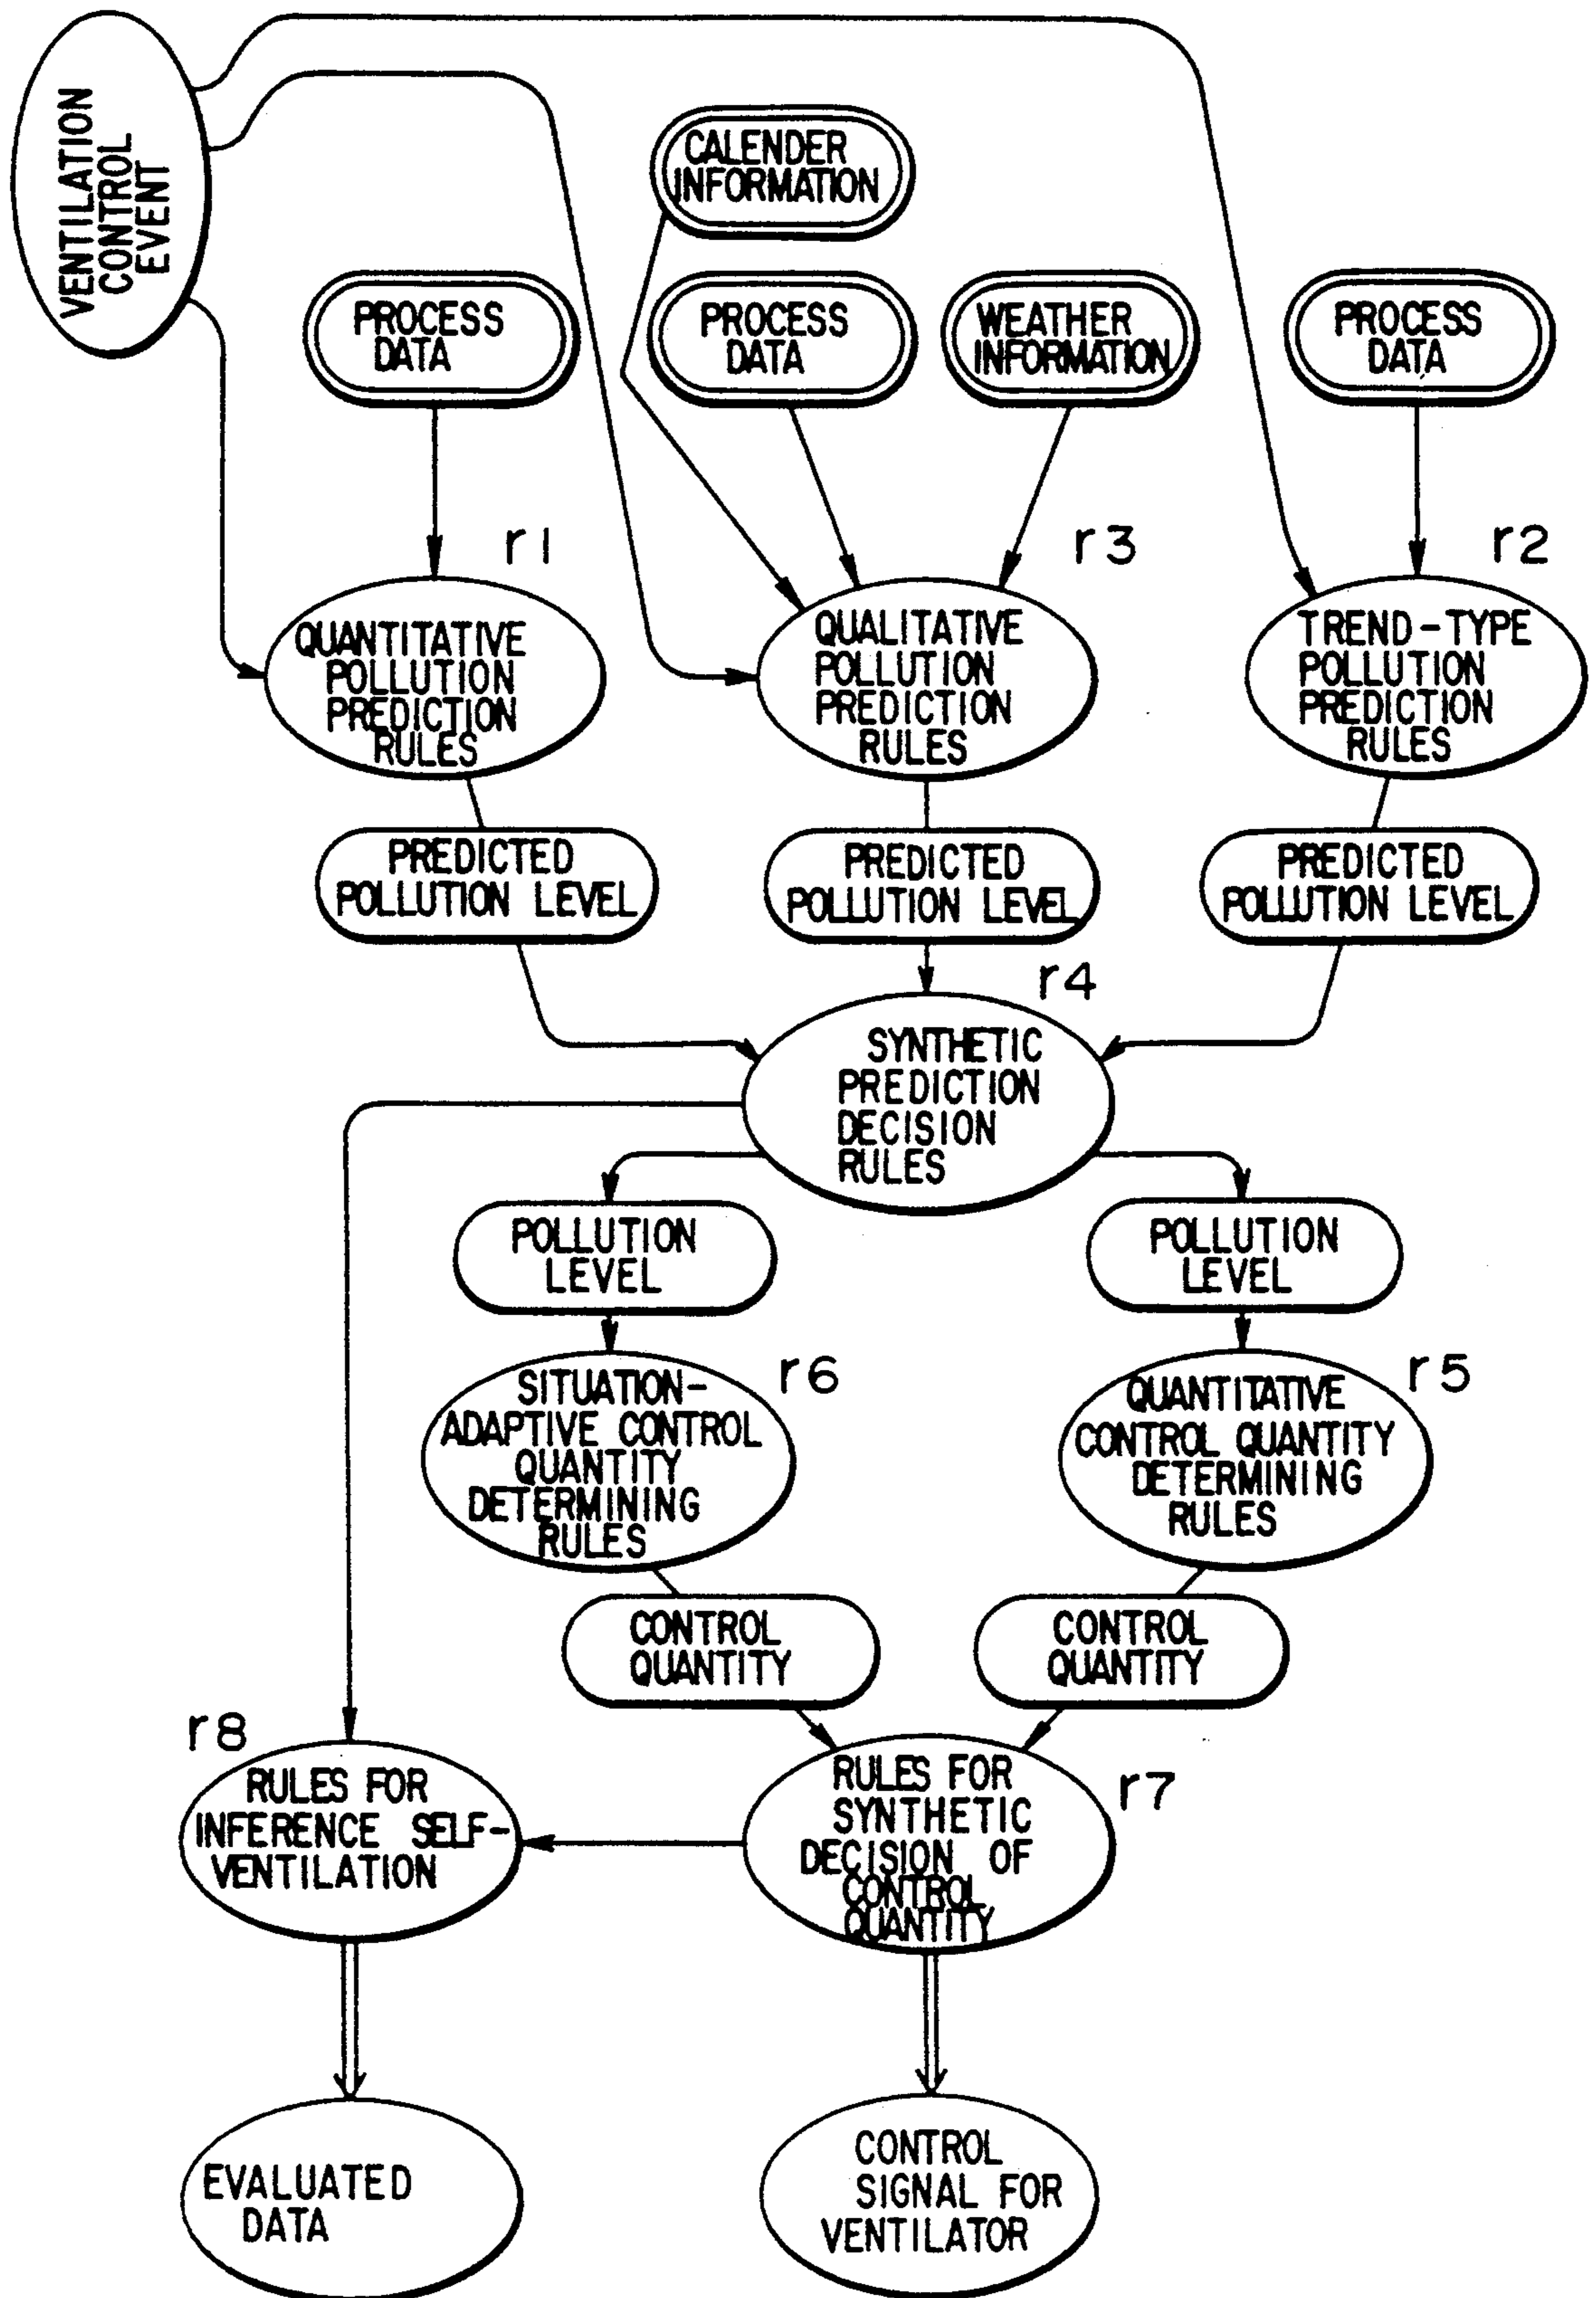 VENTILATION
CONTROL
EVENT
CALENDER
INFORMATION
PROCESS
DATA
PROCESS
DATA
WEATHER
INFORMATION
PROCESS
DATA
r1
r3
r2
QUANTITATIVE
POLLUTION
PREDICTION
RULES
QUALITATIVE
POLLUTION
PREDICTION
RULES
TREND-TYPE
POLLUTION
PREDICTION
RULES
PREDICTED
POLLUTION LEVEL
PREDICTED
POLLUTION LEVEL
PREDICTED
POLLUTION LEVEL
r4
SYNTHETIC
PREDICTION
DECISION
RULES
POLLUTION
LEVEL
POLLUTION
LEVEL
r6
r5
SITUATION-
ADAPTIVE CONTROL
QUANTITY
DETERMINING
RULES
QUANTITATIVE
CONTROL QUANTITY
DETERMINING
RULES
CONTROL
QUANTITY
CONTROL
QUANTITY
r8
RULES FOR
INFERENCE SELF-
VENTILATION
RULES FOR
SYNTHETIC
DECISION OF
CONTROL
QUANTITY
r7
EVALUATED
DATA
CONTROL
SIGNAL FOR
VENTILATOR